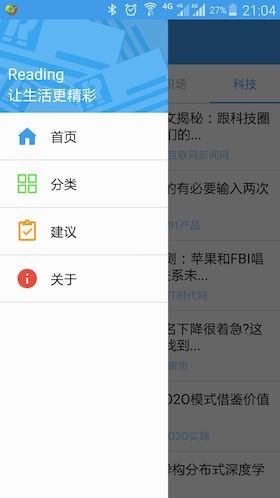 4G 27% 21:04
Reading
让生活更精彩
首页
分类
建议
关于
职场
科技
文揭秘：跟科技圈
们的...
互联网新闻网
的有必要输入两次
91产品
测：苹果和FBI唱
关系未...
IT时代网
名下降很着急?这
找到...
黄忠
O2O模式借鉴价值
O2O实践
异构分布式深度学